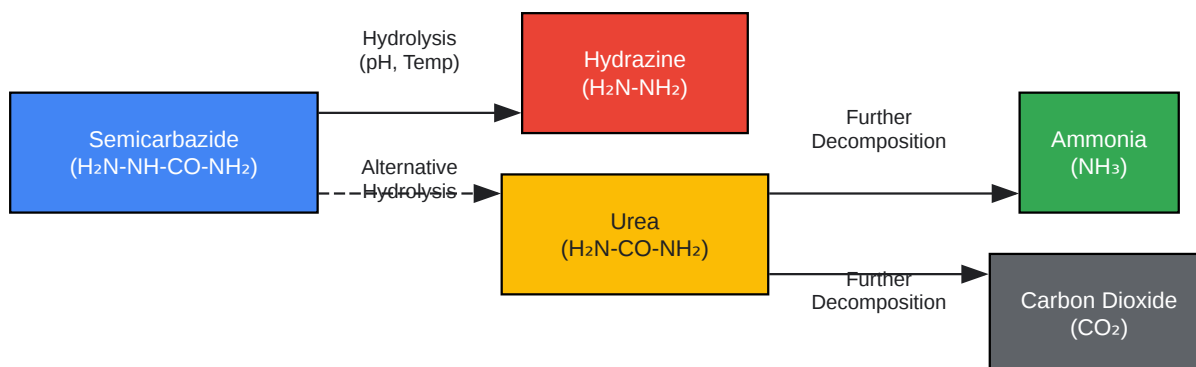 Hydrolysis
(pH, Temp)
Hydrazine
(H₂N-NH₂)
Semicarbazide
(H₂N-NH-CO-NH₂)
Alternative
Hydrolysis
Urea
(H₂N-CO-NH₂)
Further
Decomposition
Ammonia
(NH₃)
Further
Decomposition
Carbon Dioxide
(CO₂)